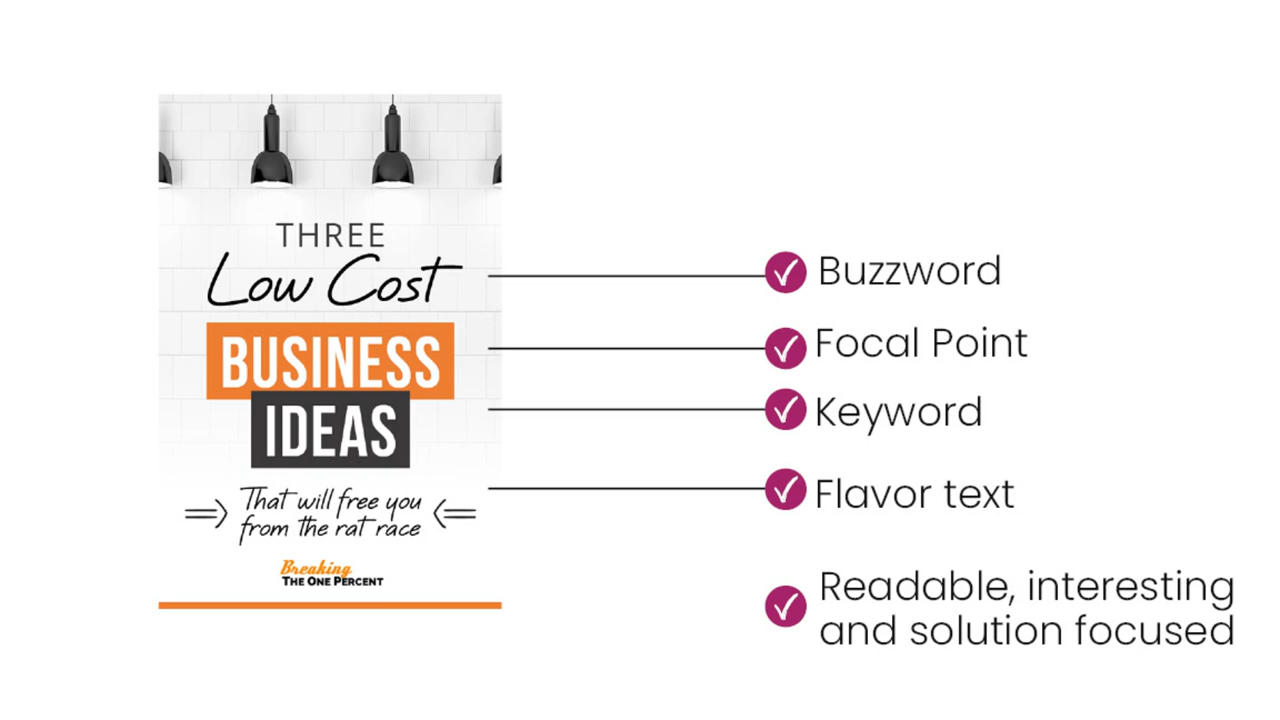 THREE
Low Cost
BUSINESS
IDEAS
That will free you
from the rat race
Breaking
THE ONE PERCENT
Buzzword
Focal Point
Keyword
Flavor text
Readable, interesting
and solution focused